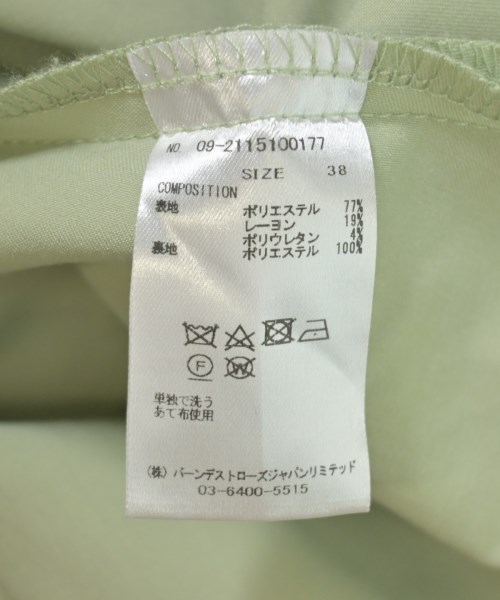 NO 09-2115100177
SIZE 38
COMPOSITION
表地 ポリエステル 77%
レーヨン 19%
ポリウレタン 4%
裏地 ポリエステル 100%
F W
単独で洗う
あて布使用
(株) バーンデストローズジャパンリミテッド
03-6400-5515